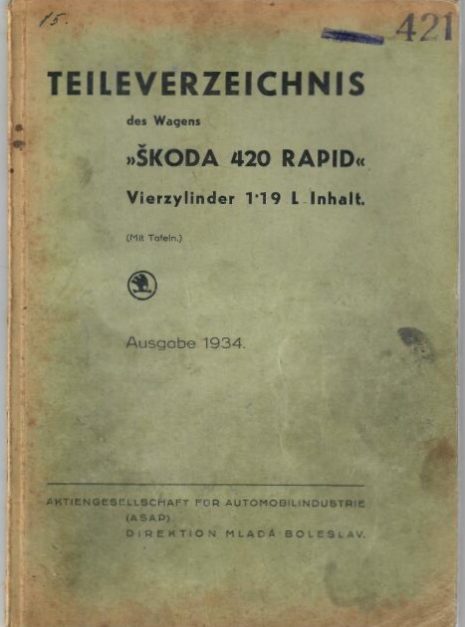 15.
421
TEILEVERZEICHNIS
des Wagens
»ŠKODA 420 RAPID«
Vierzylinder 1·19 L Inhalt.
(Mit Tafeln.)
Ausgabe 1934.
AKTIENGESELLSCHAFT FÜR AUTOMOBILINDUSTRIE
(ASAP)
DIREKTION MLADÁ BOLESLAV.